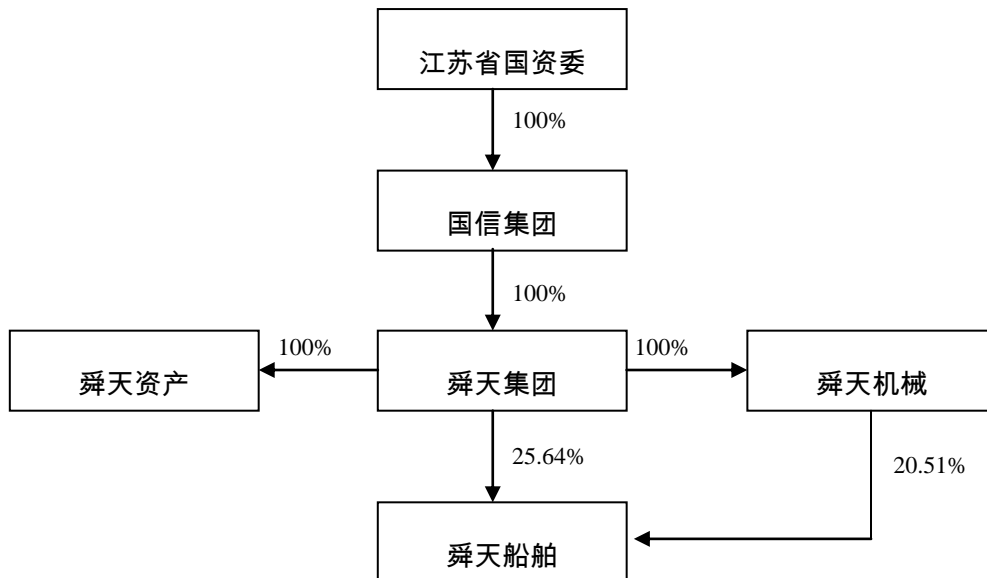 江苏省国资委
100%
国信集团
100%
舜天资产
100%
舜天集团
100%
舜天机械
25.64%
20.51%
舜天船舶